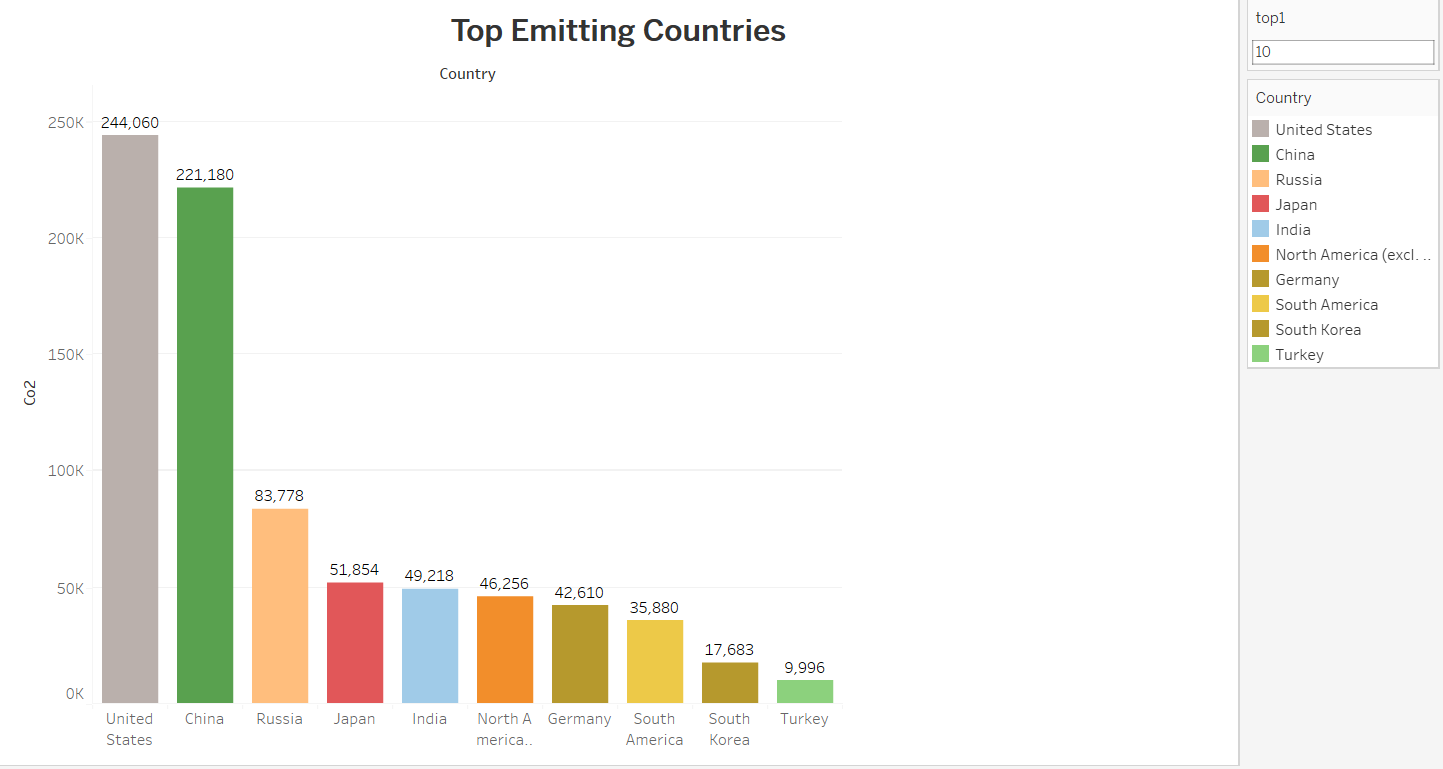 Top Emitting Countries
Country
Co2
250K
200K
150K
100K
50K
0K
244,060
221,180
83,778
51,854
49,218
46,256
42,610
35,880
17,683
9,996
United
States
China
Russia
Japan
India
North A
merica..
Germany
South
America
South
Korea
Turkey
top1
10
Country
United States
China
Russia
Japan
India
North America (excl. ..
Germany
South America
South Korea
Turkey